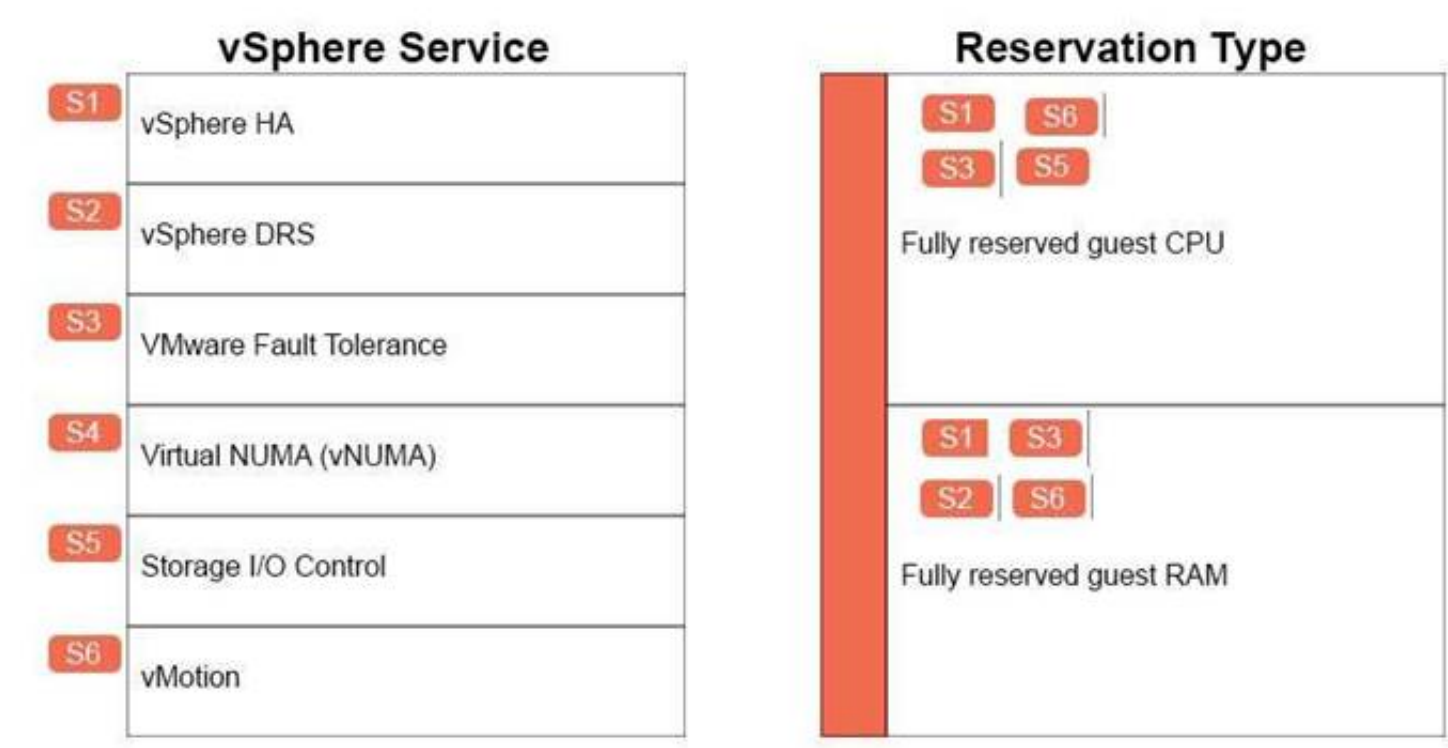 vSphere Service
S1
vSphere HA
S2
vSphere DRS
S3
VMware Fault Tolerance
S4
Virtual NUMA (vNUMA)
S5
Storage I/O Control
S6
vMotion
Reservation Type
S1 S6
S3 S5
Fully reserved guest CPU
S1 S3
S2 S6
Fully reserved guest RAM